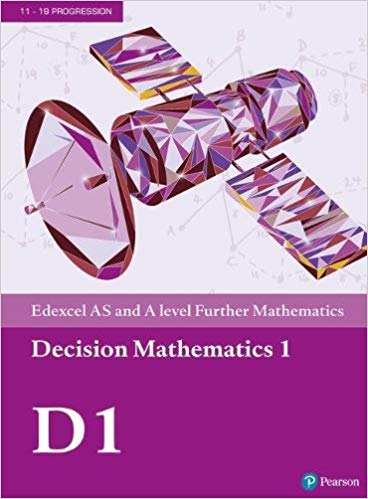 11 - 19 PROGRESSION
Edexcel AS and A level Further Mathematics
Decision Mathematics 1
D1
Pearson